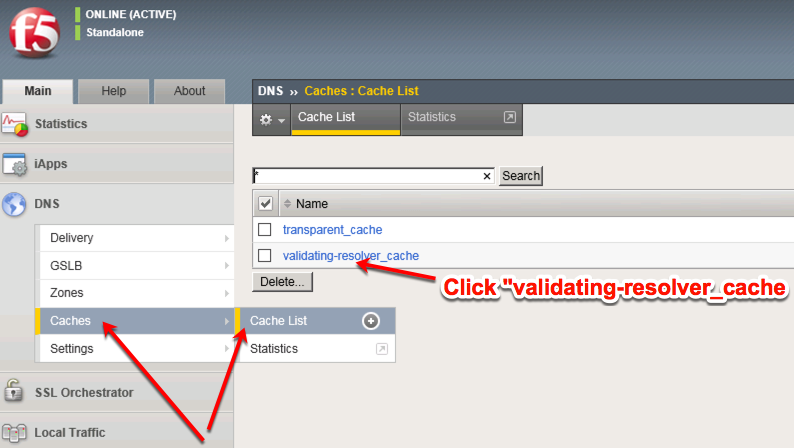 f5
ONLINE (ACTIVE)
Standalone
Main Help About
DNS ›› Caches : Cache List
Cache List Statistics
Statistics
iApps
DNS
Delivery
GSLB
Zones
Caches
Settings
SSL Orchestrator
Local Traffic
* × Search
Name
transparent_cache
validating-resolver_cache
Delete...
Click "validating-resolver_cache
Cache List
Statistics